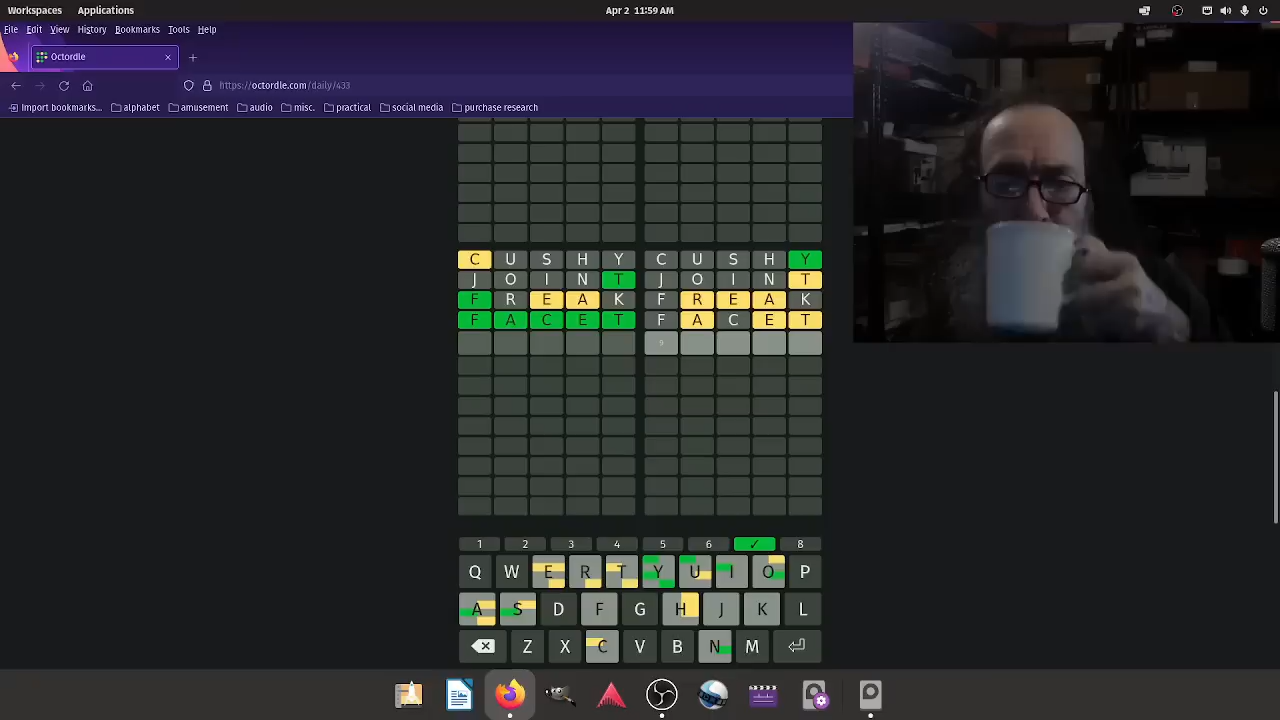 Workspaces Applications Apr 2 11:59 AM
File Edit View History Bookmarks Tools Help
Octordle
https://octordle.com/daily/433
Import bookmarks... alphabet amusement audio misc. practical social media purchase research
C U S H Y C U S H Y
J O I N T J O I N T
F R E A K F R E A K
F A C E T F A C E T
9
1 2 3 4 5 6 ✓ 8
Q W E R T Y U I O P
A S D F G H J K L
Z X C V B N M